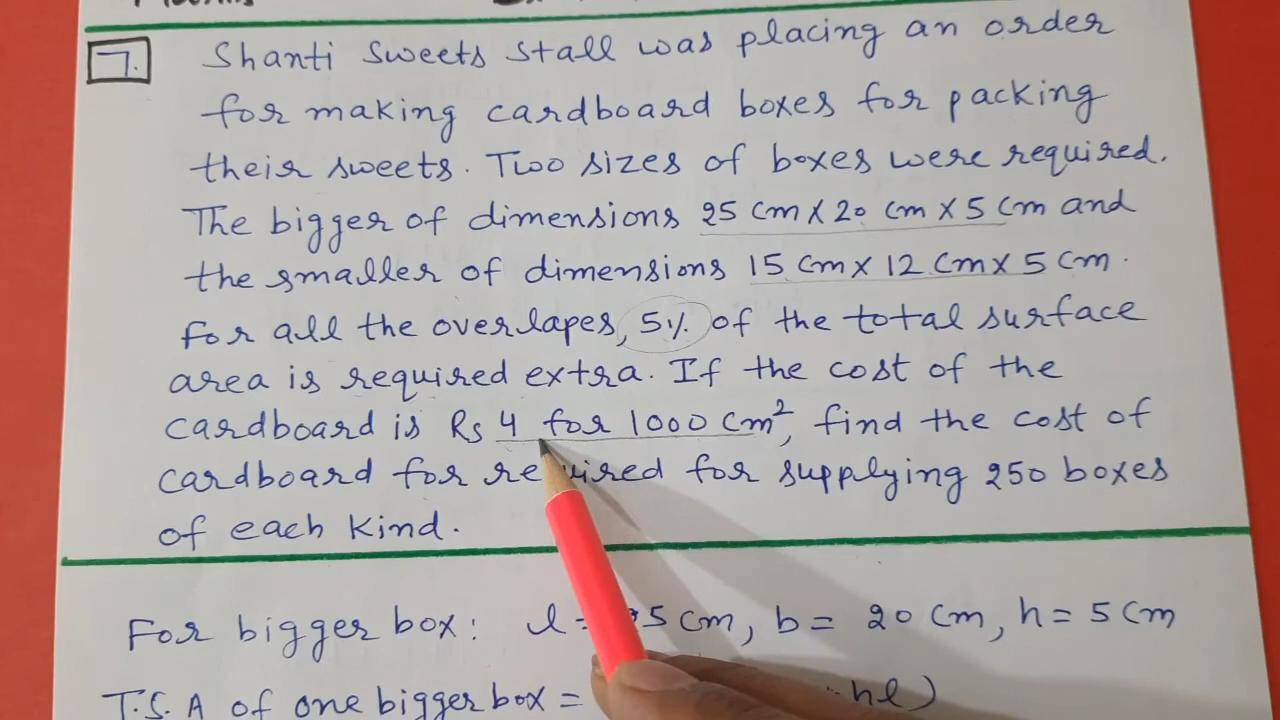 7. Shanti Sweets Stall was placing an order
for making cardboard boxes for packing
their sweets. Two sizes of boxes were required.
The bigger of dimensions 25 cm x 20 cm x 5 cm and
the smaller of dimensions 15 cm x 12 cm x 5 cm.
For all the overlapes, 5% of the total surface
area is required extra. If the cost of the
cardboard is Rs 4 for 1000 cm², find the cost of
cardboard for required for supplying 250 boxes
of each kind.
For bigger box: l = 5 cm, b = 20 cm, h = 5 cm
T.S.A of one bigger box = hl)